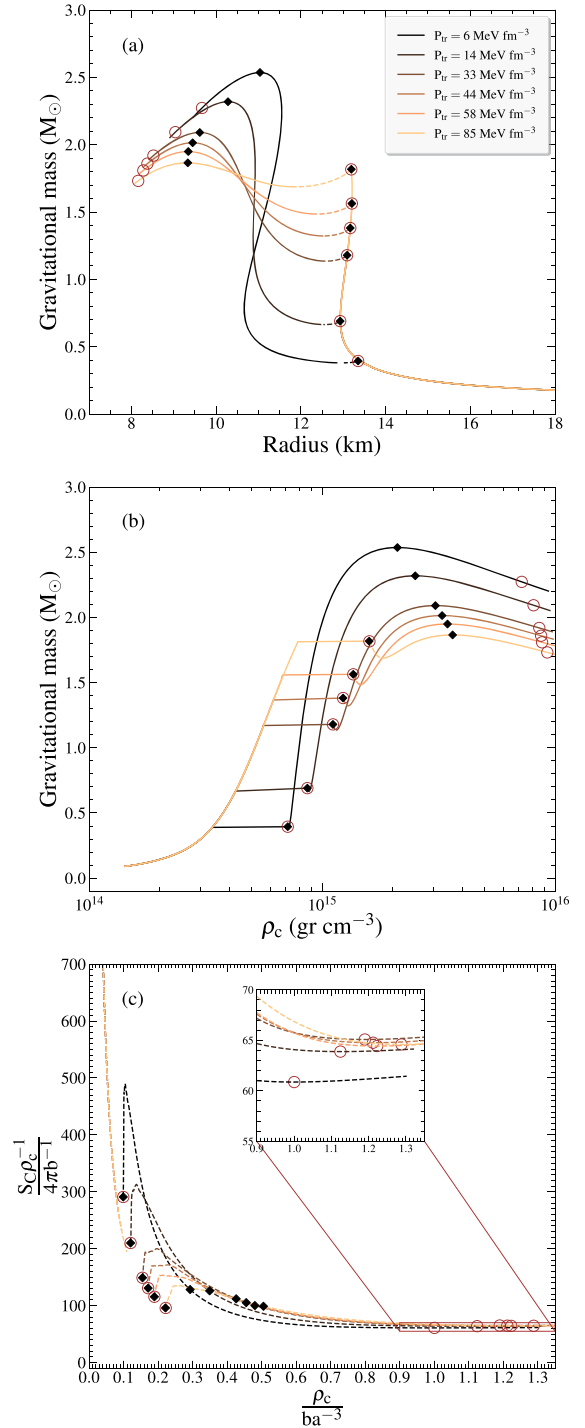 (a)
P_tr = 6 MeV fm⁻³
P_tr = 14 MeV fm⁻³
P_tr = 33 MeV fm⁻³
P_tr = 44 MeV fm⁻³
P_tr = 58 MeV fm⁻³
P_tr = 85 MeV fm⁻³
3.0
2.5
2.0
1.5
1.0
0.5
0.0
Gravitational mass (M☉)
8 10 12 14 16 18
Radius (km)
(b)
3.0
2.5
2.0
1.5
1.0
0.5
0.0
Gravitational mass (M☉)
10¹⁴ 10¹⁵ 10¹⁶
ρ_c (gr cm⁻³)
(c)
700
600
500
400
300
200
100
0
S_C ρ_c⁻¹
4πb⁻¹
70
65
60
55
0.9 1.0 1.1 1.2 1.3
0.0 0.1 0.2 0.3 0.4 0.5 0.6 0.7 0.8 0.9 1.0 1.1 1.2 1.3
ρ_c
ba⁻³